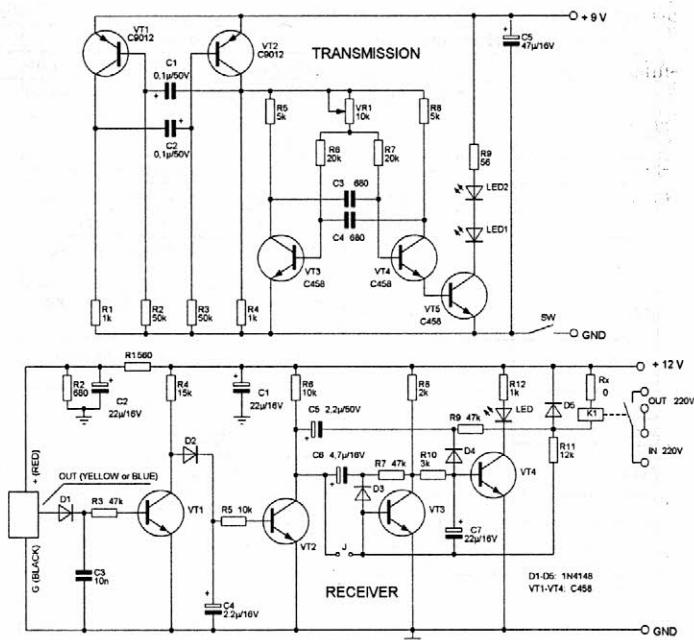 + 9 V
VT1
C9012
VT2
C9012
TRANSMISSION
C5
47µ/16V
C1
0,1µ/50V
C2
0,1µ/50V
R5
5k
VR1
10k
R8
5k
R6
20k
R7
20k
R9
56
C3 680
C4 680
LED2
LED1
VT3
C458
VT4
C458
VT5
C458
R1
1k
R2
50k
R3
50k
R4
1k
SW
GND
R1 560
+ 12 V
R2
680
C2
22µ/16V
R4
15k
C1
22µ/16V
R6
10k
R8
2k
R12
1k
Rx
0
OUT 220V
C5 2,2µ/50V
R9 47k
LED
D5
K1
D2
C6 4,7µ/16V
R7 47k
R10
3k
D4
R11
12k
IN 220V
+ (RED)
OUT (YELLOW or BLUE)
D1
R3 47k
VT1
R5 10k
VT2
D3
VT3
VT4
C7
22µ/16V
G (BLACK)
C3
10n
C4
2.2µ/16V
J
RECEIVER
D1-D5: 1N4148
VT1-VT4: C458
GND